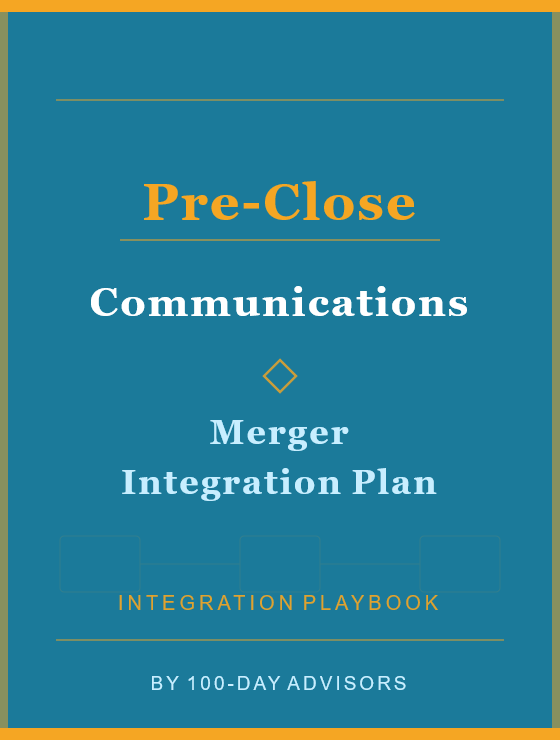 Pre-Close
Communications
Merger
Integration Plan
INTEGRATION PLAYBOOK
BY 100-DAY ADVISORS